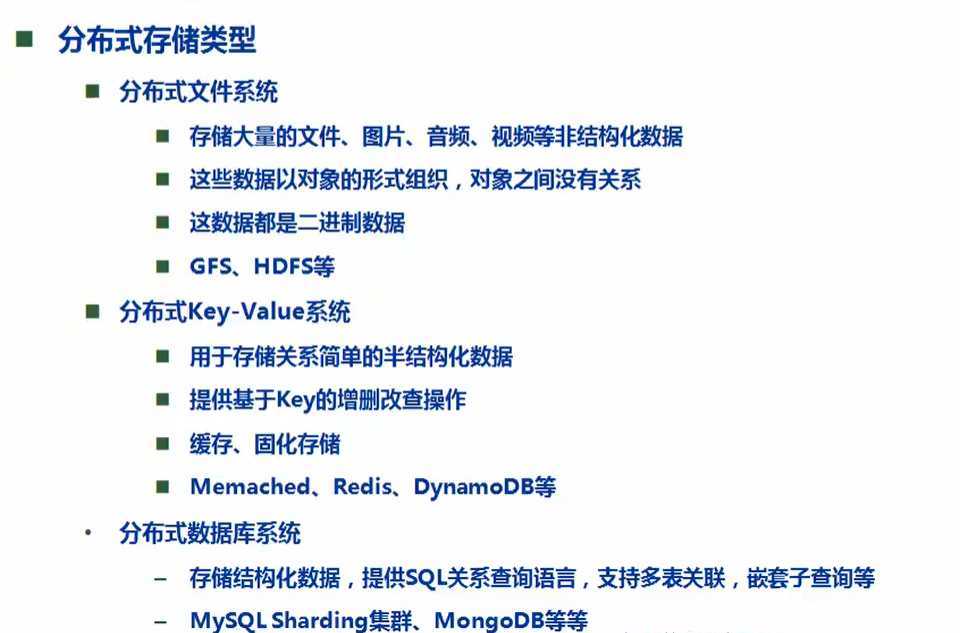 分布式存储类型
分布式文件系统
存储大量的文件、图片、音频、视频等非结构化数据
这些数据以对象的形式组织，对象之间没有关系
这数据都是二进制数据
GFS、HDFS等
分布式Key-Value系统
用于存储关系简单的半结构化数据
提供基于Key的增删改查操作
缓存、固化存储
Memached、Redis、DynamoDB等
分布式数据库系统
存储结构化数据，提供SQL关系查询语言，支持多表关联，嵌套子查询等
MySQL Sharding集群、MongoDB等等